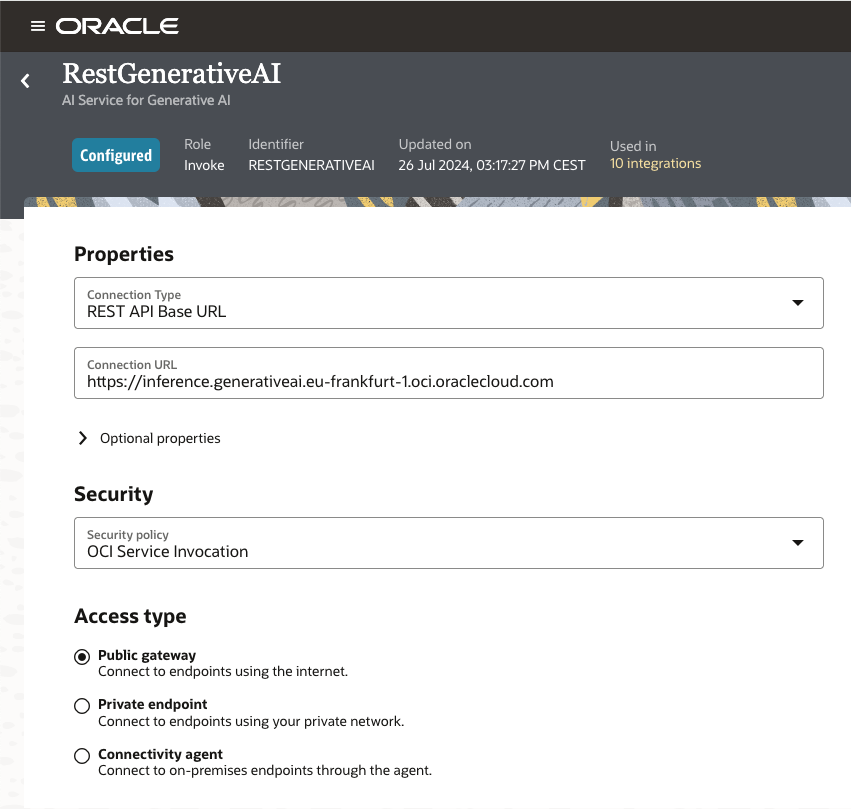 ORACLE
RestGenerativeAI
AI Service for Generative AI
Configured
Role
Invoke
Identifier
RESTGENERATIVEAI
Updated on
26 Jul 2024, 03:17:27 PM CEST
Used in
10 integrations
Properties
Connection Type
REST API Base URL
Connection URL
https://inference.generativeai.eu-frankfurt-1.oci.oraclecloud.com
Optional properties
Security
Security policy
OCI Service Invocation
Access type
Public gateway
Connect to endpoints using the internet.
Private endpoint
Connect to endpoints using your private network.
Connectivity agent
Connect to on-premises endpoints through the agent.